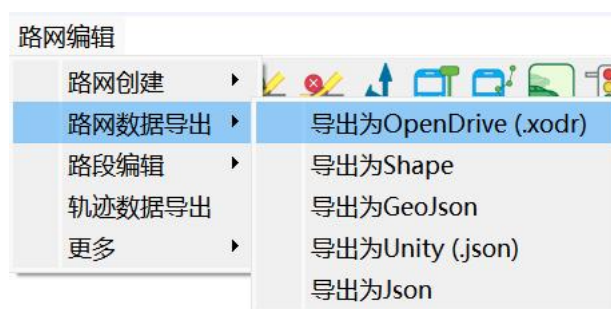 路网编辑
路网创建
路网数据导出
路段编辑
轨迹数据导出
更多
导出为OpenDrive (.xodr)
导出为Shape
导出为GeoJson
导出为Unity (.json)
导出为Json